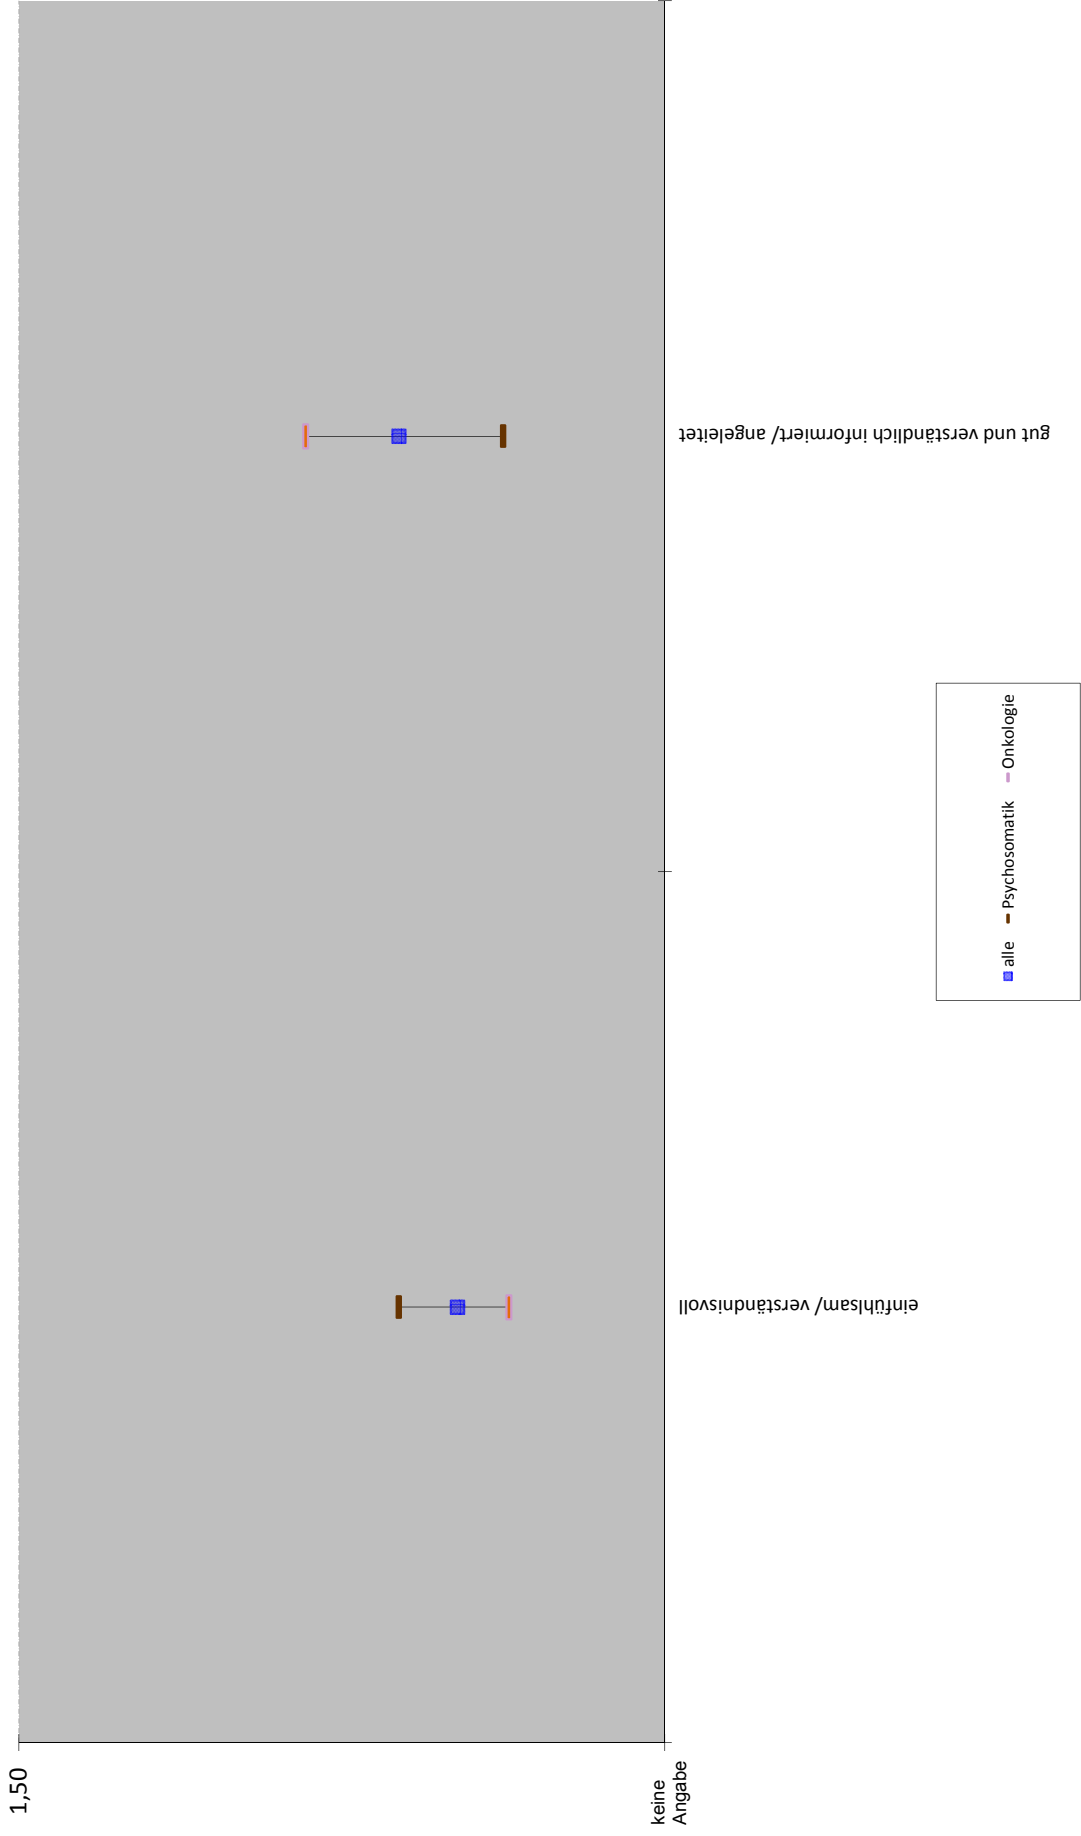 1,50
keine
Angabe
einfühlsam/ verständnisvoll
gut und verständlich informiert/ angeleitet
alle
Psychosomatik
Onkologie